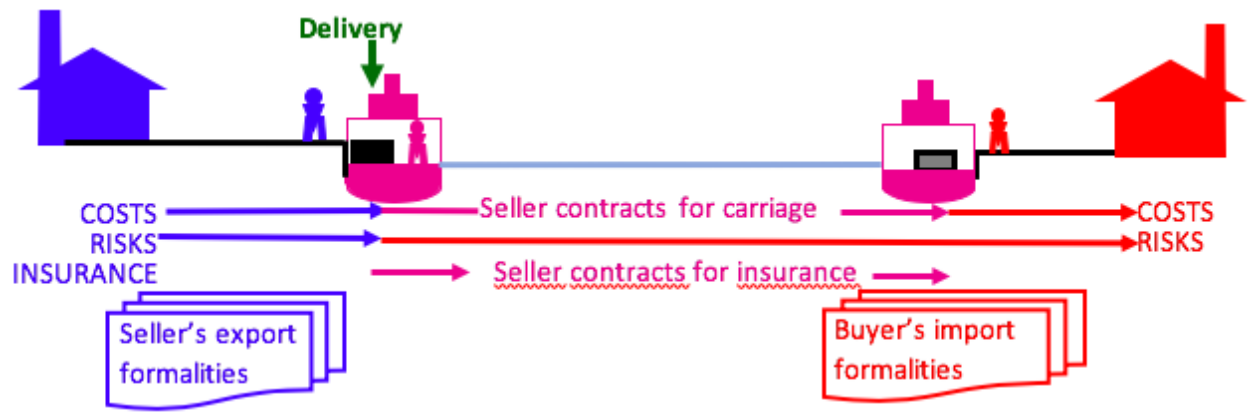 Delivery
COSTS Seller contracts for carriage COSTS
RISKS RISKS
INSURANCE Seller contracts for insurance
Seller's export
formalities
Buyer's import
formalities